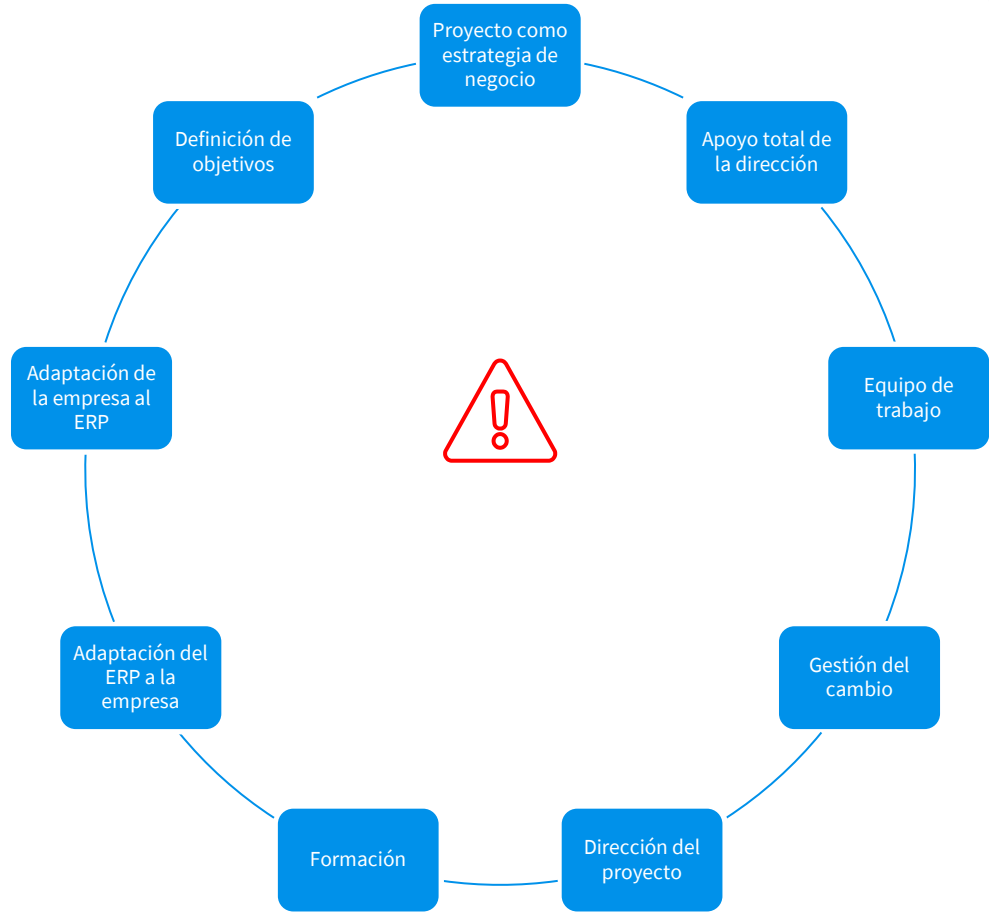 Proyecto como
estrategia de
negocio
Apoyo total de
la dirección
Equipo de
trabajo
Gestión del
cambio
Dirección del
proyecto
Formación
Adaptación del
ERP a la
empresa
Adaptación de
la empresa al
ERP
Definición de
objetivos